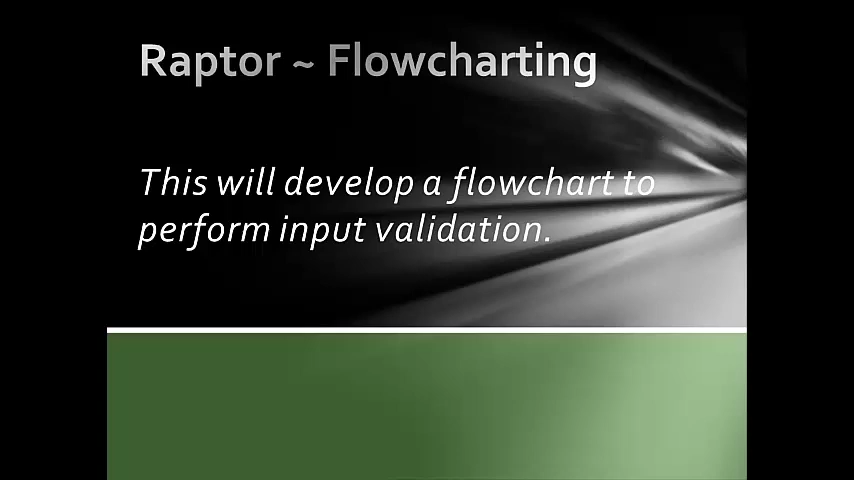 Raptor ~ Flowcharting
This will develop a flowchart to
perform input validation.